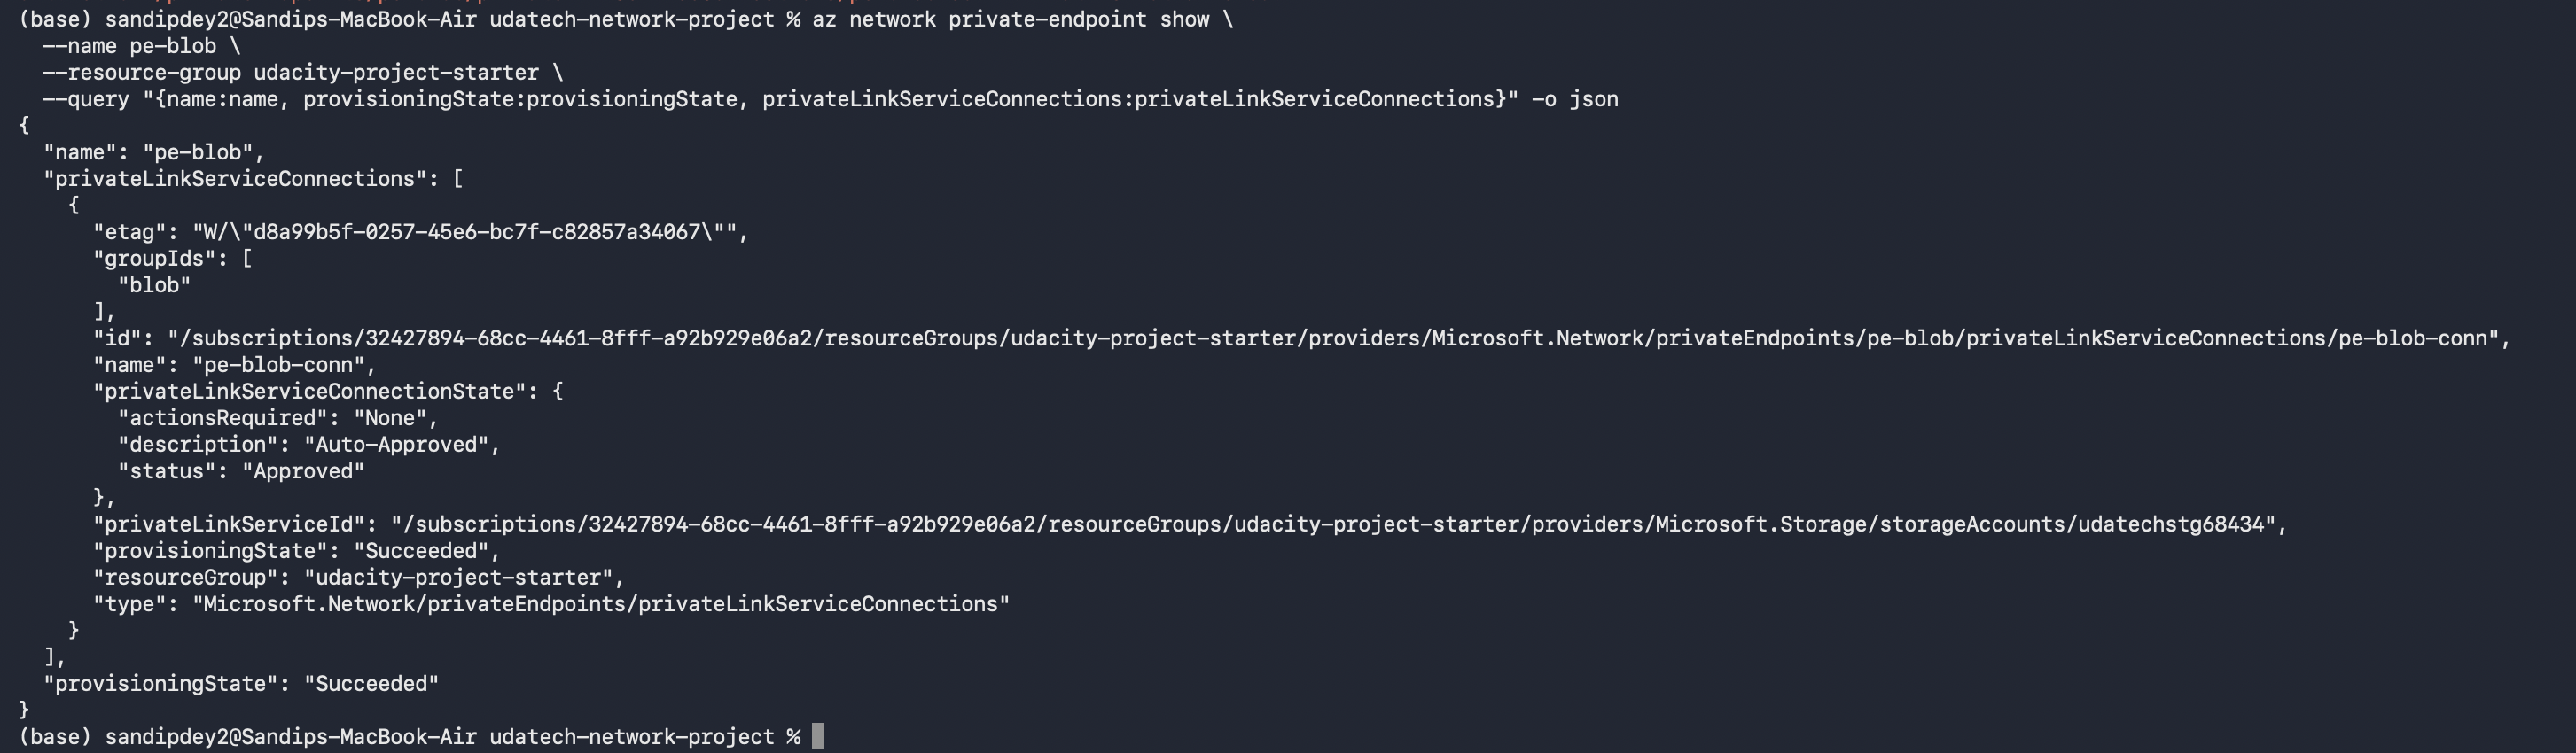 (base) sandipdey2@Sandips-MacBook-Air udatech-network-project % az network private-endpoint show \
  --name pe-blob \
  --resource-group udacity-project-starter \
  --query "{name:name, provisioningState:provisioningState, privateLinkServiceConnections:privateLinkServiceConnections}" -o json
{
  "name": "pe-blob",
  "privateLinkServiceConnections": [
    {
      "etag": "W/\"d8a99b5f-0257-45e6-bc7f-c82857a34067\"",
      "groupIds": [
        "blob"
      ],
      "id": "/subscriptions/32427894-68cc-4461-8fff-a92b929e06a2/resourceGroups/udacity-project-starter/providers/Microsoft.Network/privateEndpoints/pe-blob/privateLinkServiceConnections/pe-blob-conn",
      "name": "pe-blob-conn",
      "privateLinkServiceConnectionState": {
        "actionsRequired": "None",
        "description": "Auto-Approved",
        "status": "Approved"
      },
      "privateLinkServiceId": "/subscriptions/32427894-68cc-4461-8fff-a92b929e06a2/resourceGroups/udacity-project-starter/providers/Microsoft.Storage/storageAccounts/udatechstg68434",
      "provisioningState": "Succeeded",
      "resourceGroup": "udacity-project-starter",
      "type": "Microsoft.Network/privateEndpoints/privateLinkServiceConnections"
    }
  ],
  "provisioningState": "Succeeded"
}
(base) sandipdey2@Sandips-MacBook-Air udatech-network-project %